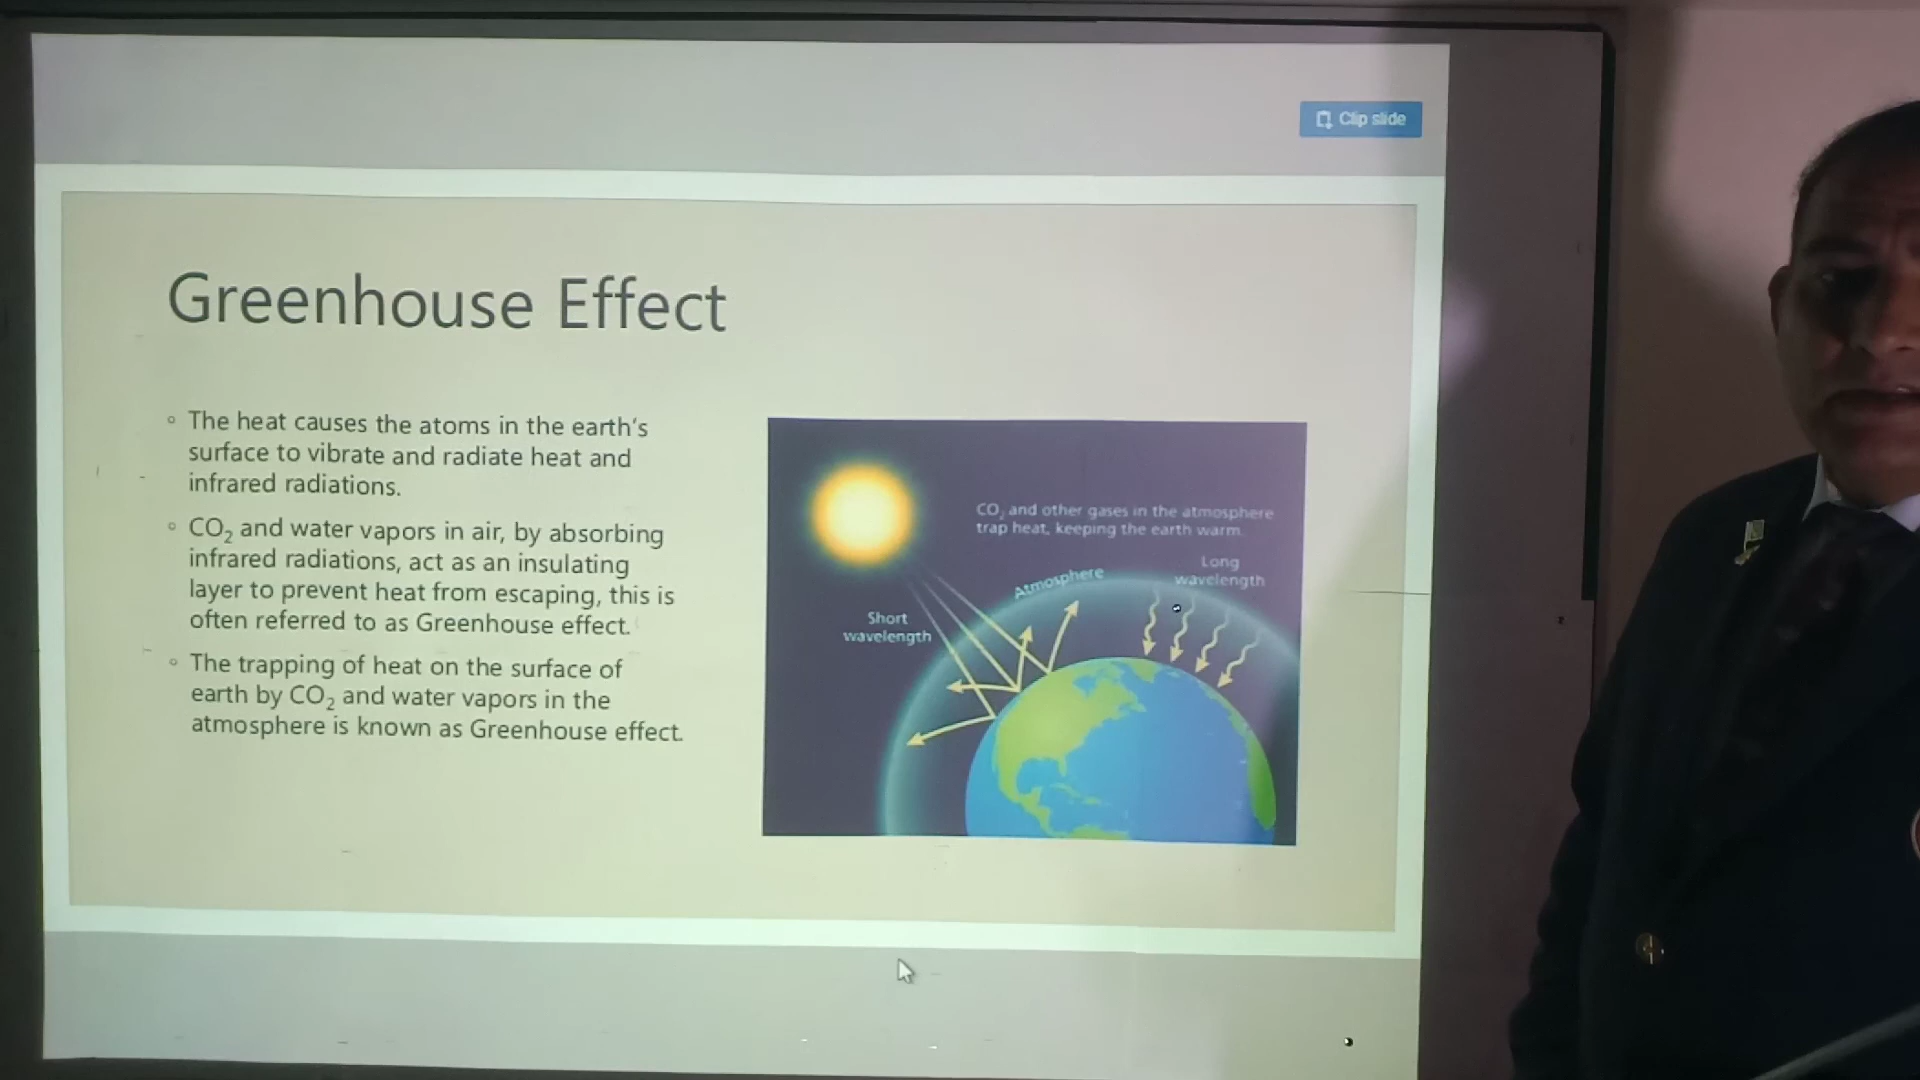 Clip slide
Greenhouse Effect
The heat causes the atoms in the earth's
surface to vibrate and radiate heat and
infrared radiations.
CO₂ and water vapors in air, by absorbing
infrared radiations, act as an insulating
layer to prevent heat from escaping, this is
often referred to as Greenhouse effect.
The trapping of heat on the surface of
earth by CO₂ and water vapors in the
atmosphere is known as Greenhouse effect.
CO₂ and other gases in the atmosphere
trap heat, keeping the earth warm.
Atmosphere
Long
wavelength
Short
wavelength